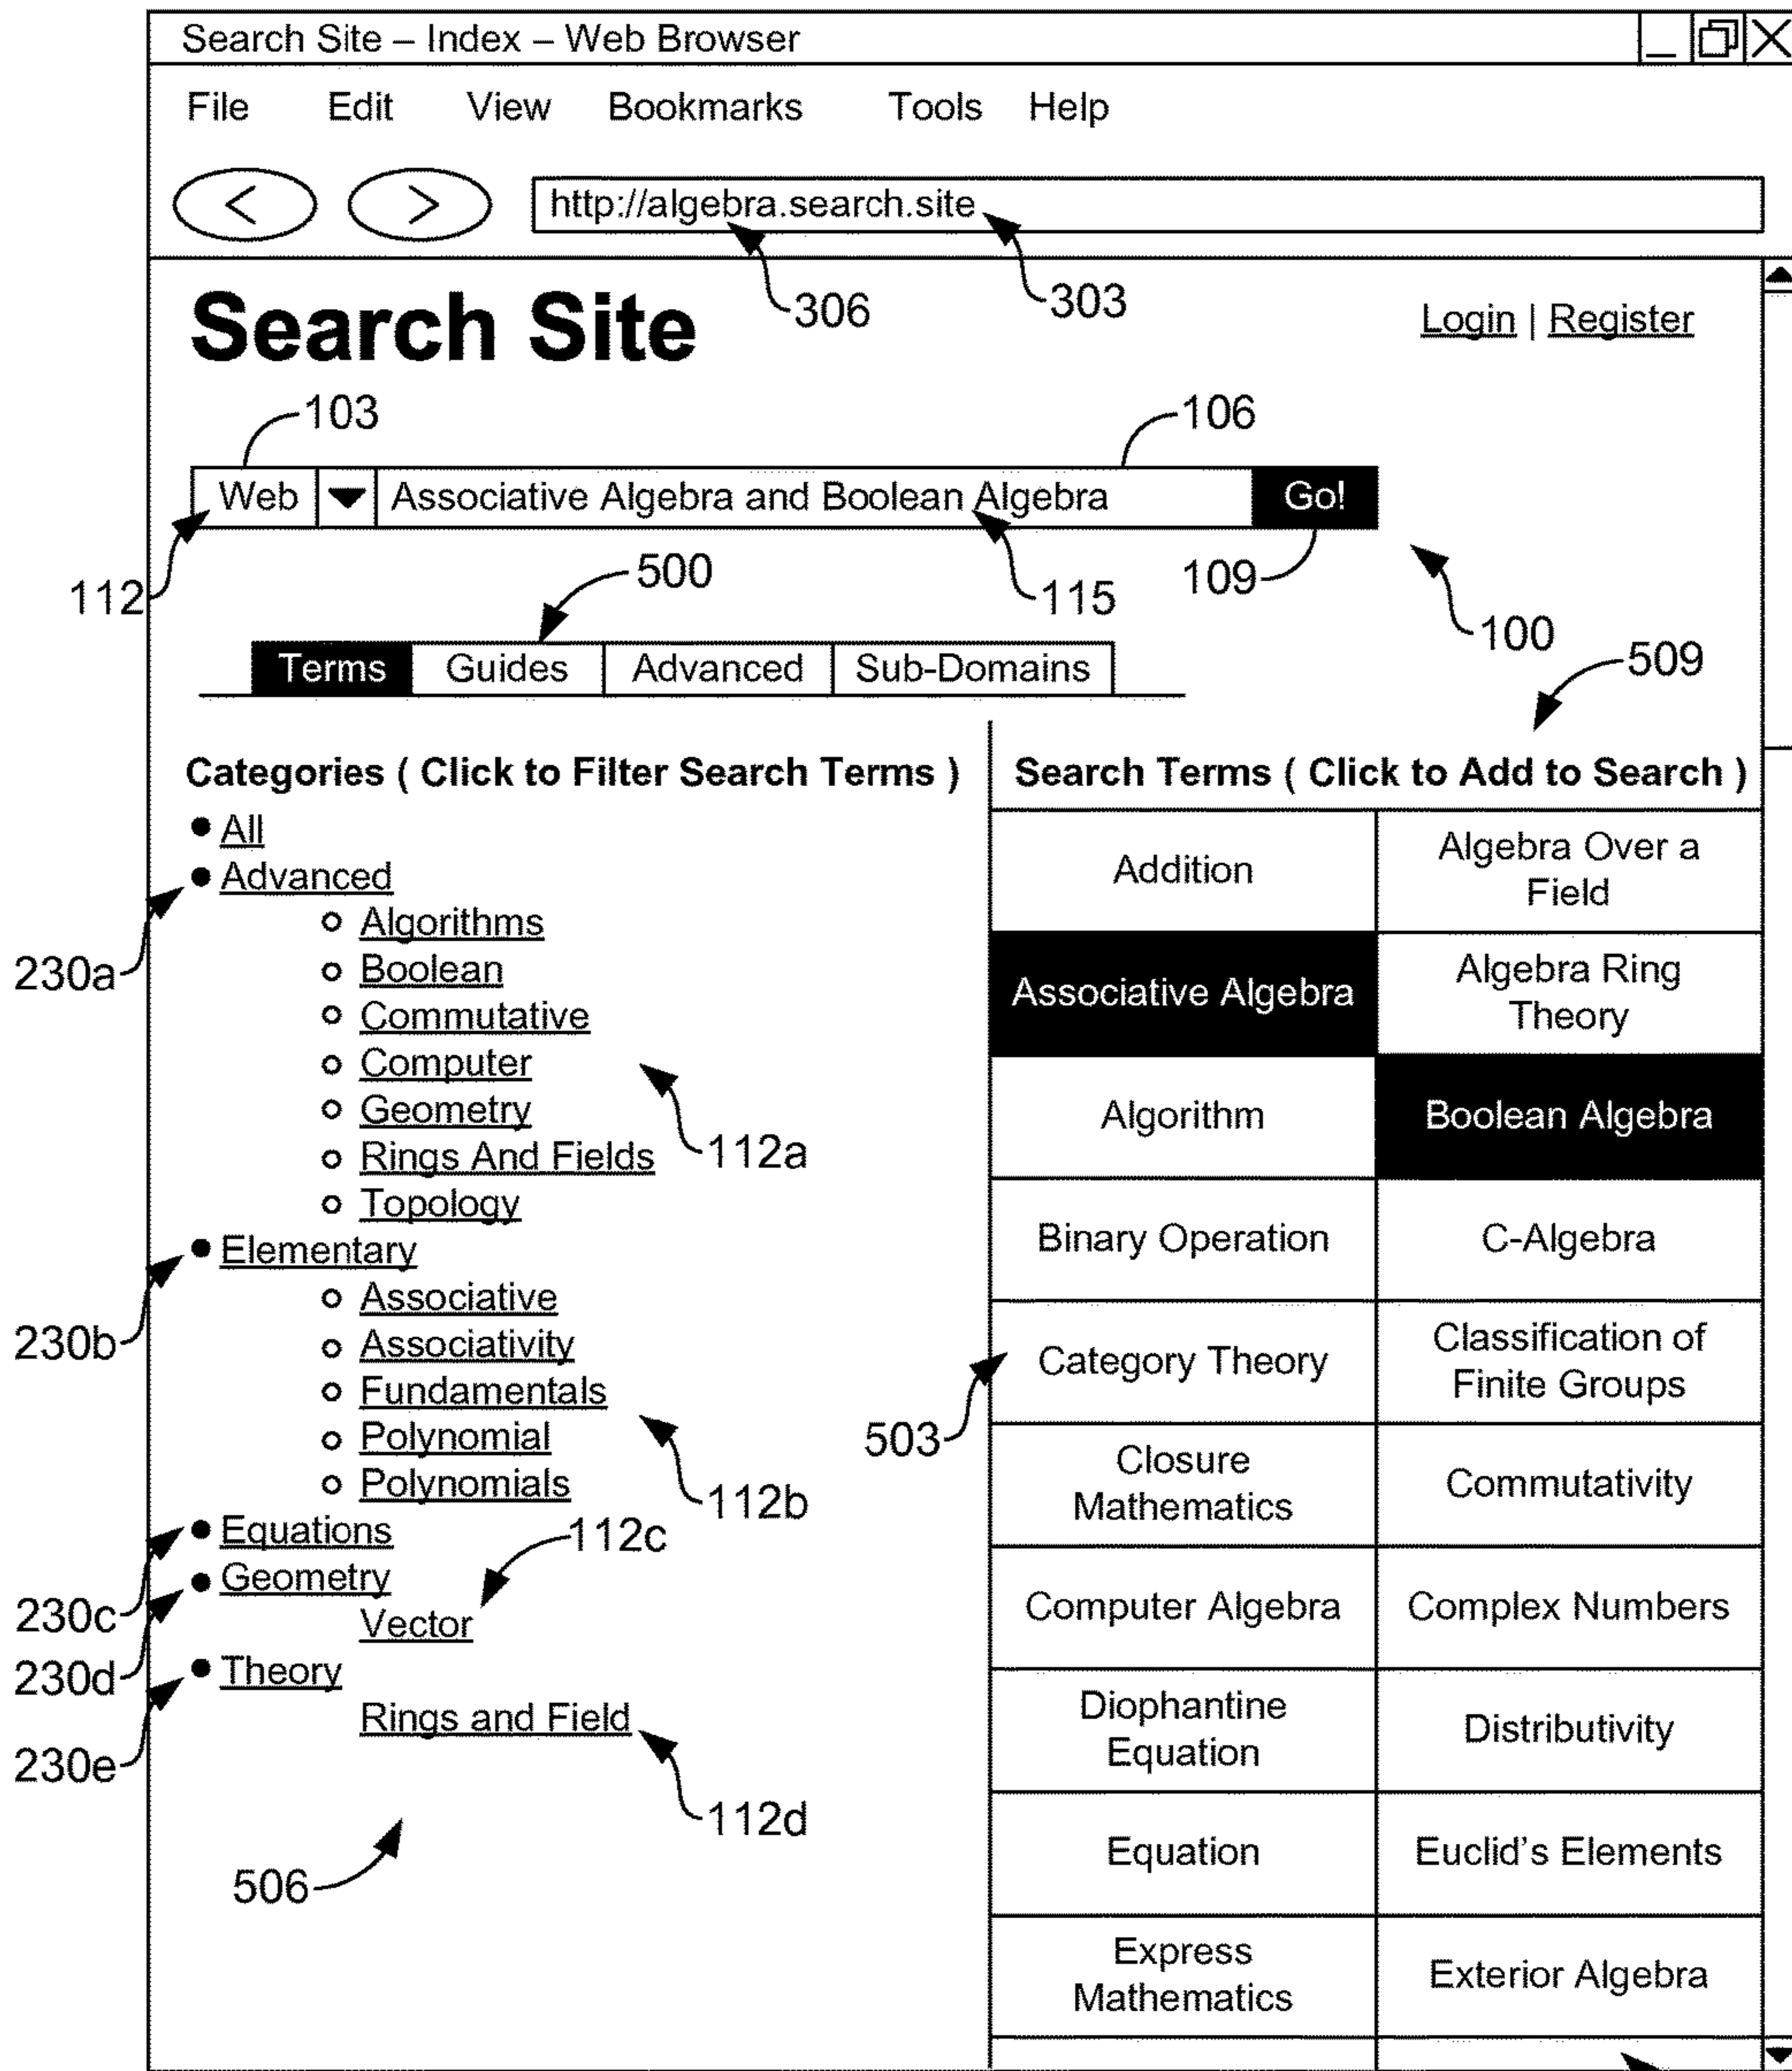 Search Site – Index – Web Browser
File Edit View Bookmarks Tools Help
< > http://algebra.search.site
306 303
Search Site
Login | Register
103 106
Web Associative Algebra and Boolean Algebra Go!
112 500 115 109 100
Terms Guides Advanced Sub-Domains
509
Categories ( Click to Filter Search Terms )
All
Advanced
230a
Algorithms
Boolean
Commutative
Computer
Geometry
112a
Rings And Fields
Topology
Elementary
230b
Associative
Associativity
Fundamentals
Polynomial
Polynomials
112b
Equations
112c
230c
Geometry
Vector
230d
Theory
Rings and Field
230e
112d
506
Search Terms ( Click to Add to Search )
Addition
Algebra Over a
Field
Associative Algebra
Algebra Ring
Theory
Algorithm
Boolean Algebra
Binary Operation
C-Algebra
503
Category Theory
Classification of
Finite Groups
Closure
Mathematics
Commutativity
Computer Algebra
Complex Numbers
Diophantine
Equation
Distributivity
Equation
Euclid's Elements
Express
Mathematics
Exterior Algebra